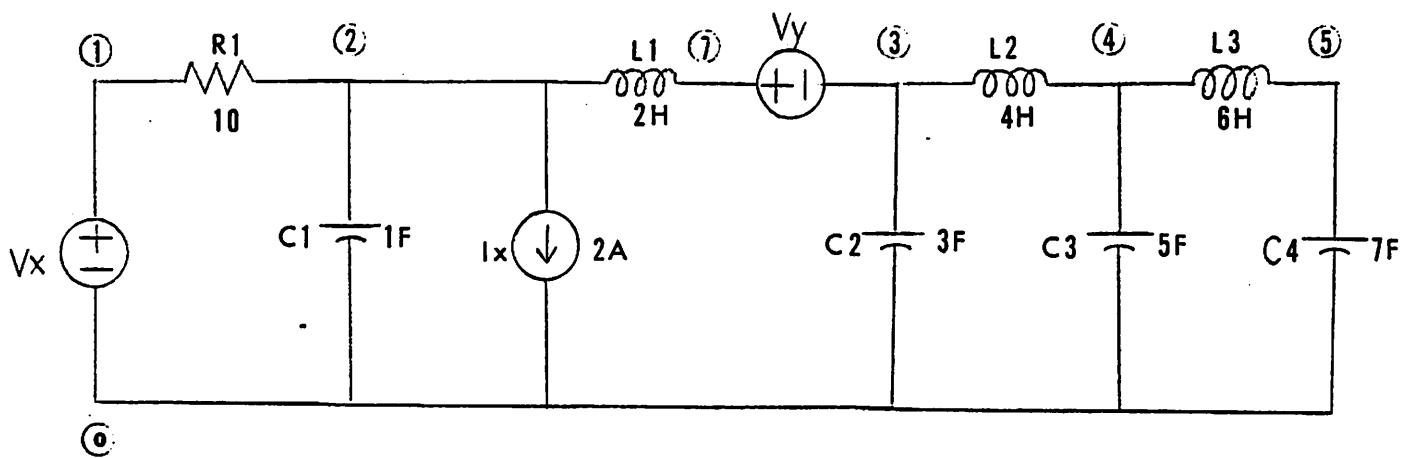 ① R1 ② L1 ⑦ Vy ③ L2 ④ L3 ⑤
10 2H + − 4H 6H
Vx + − C1 1F Ix 2A C2 3F C3 5F C4 7F
⓪